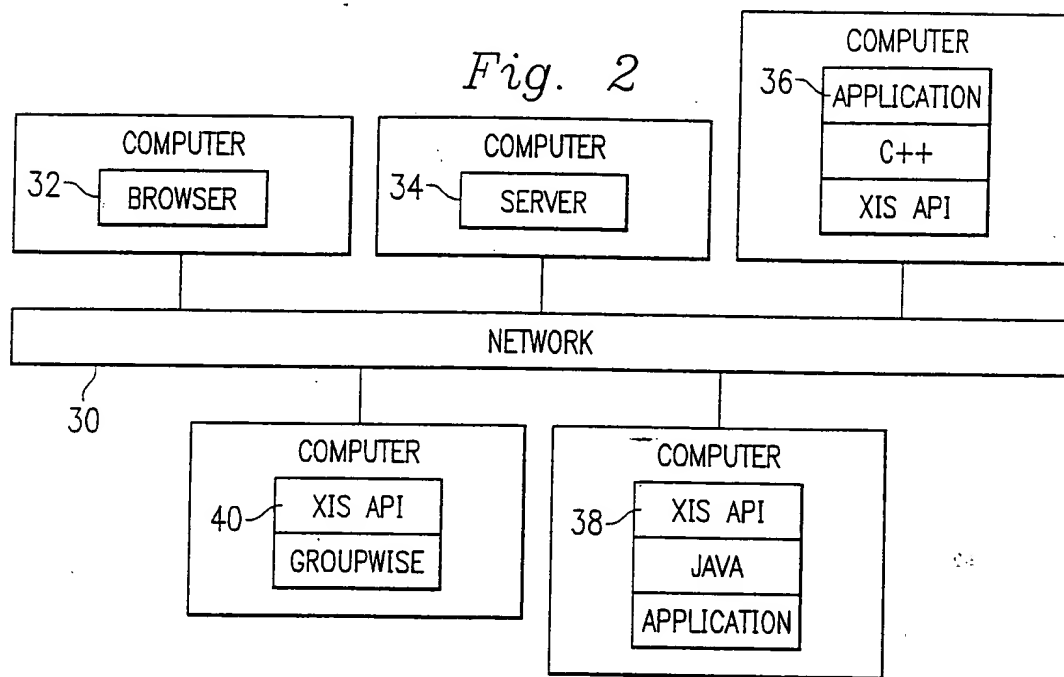 Fig. 2
COMPUTER
32
BROWSER
COMPUTER
34
SERVER
COMPUTER
36
APPLICATION
C++
XIS API
NETWORK
30
COMPUTER
40
XIS API
GROUPWISE
COMPUTER
38
XIS API
JAVA
APPLICATION